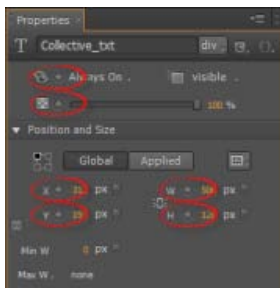 Properties
T Collective_txt div
Always On visible
100 %
Position and Size
Global Applied
X px W px
Y px H px
Min W 0 px
Max W none